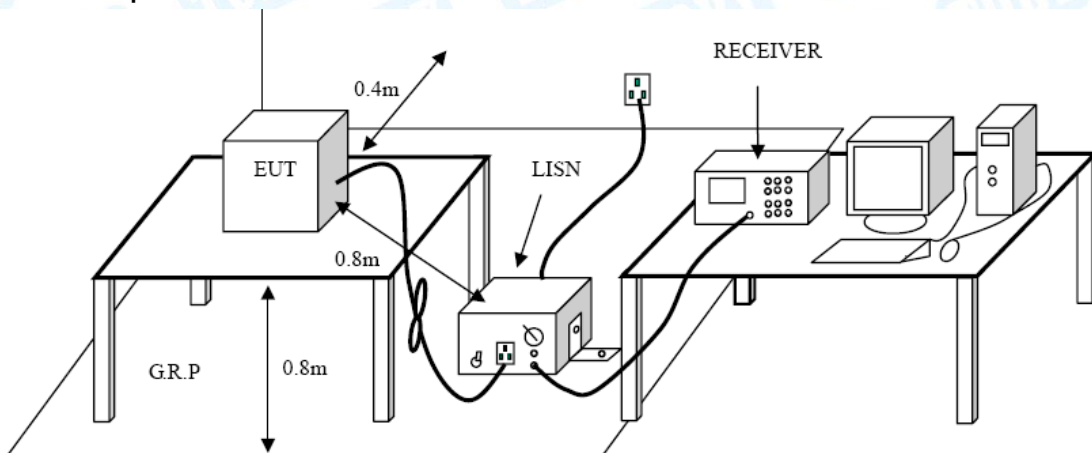 RECEIVER
0.4m
EUT
LISN
0.8m
G.R.P
0.8m